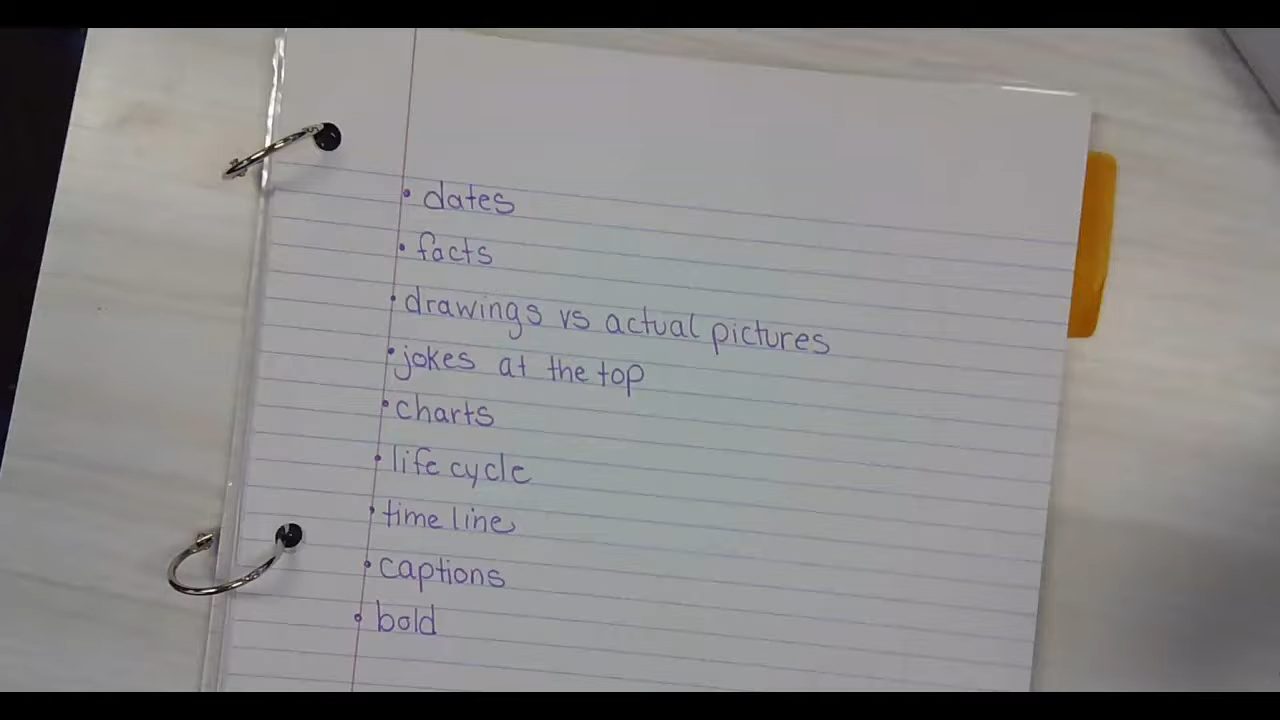 • dates
• facts
• drawings vs actual pictures
• jokes at the top
• charts
• life cycle
• time line
• captions
• bold